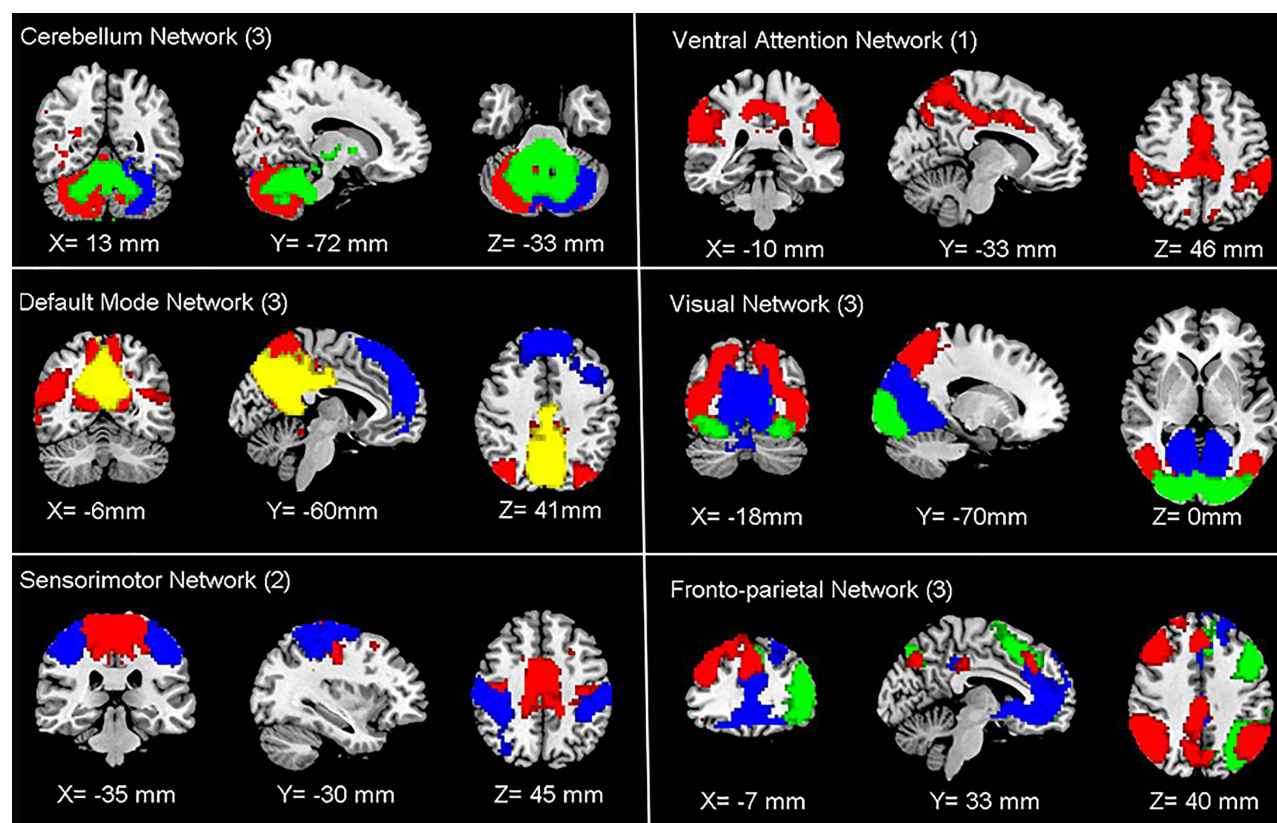 Cerebellum Network (3)
X= 13 mm Y= -72 mm Z= -33 mm
Ventral Attention Network (1)
X= -10 mm Y= -33 mm Z= 46 mm
Default Mode Network (3)
X= -6mm Y= -60mm Z= 41mm
Visual Network (3)
X= -18mm Y= -70mm Z= 0mm
Sensorimotor Network (2)
X= -35 mm Y= -30 mm Z= 45 mm
Fronto-parietal Network (3)
X= -7 mm Y= 33 mm Z= 40 mm